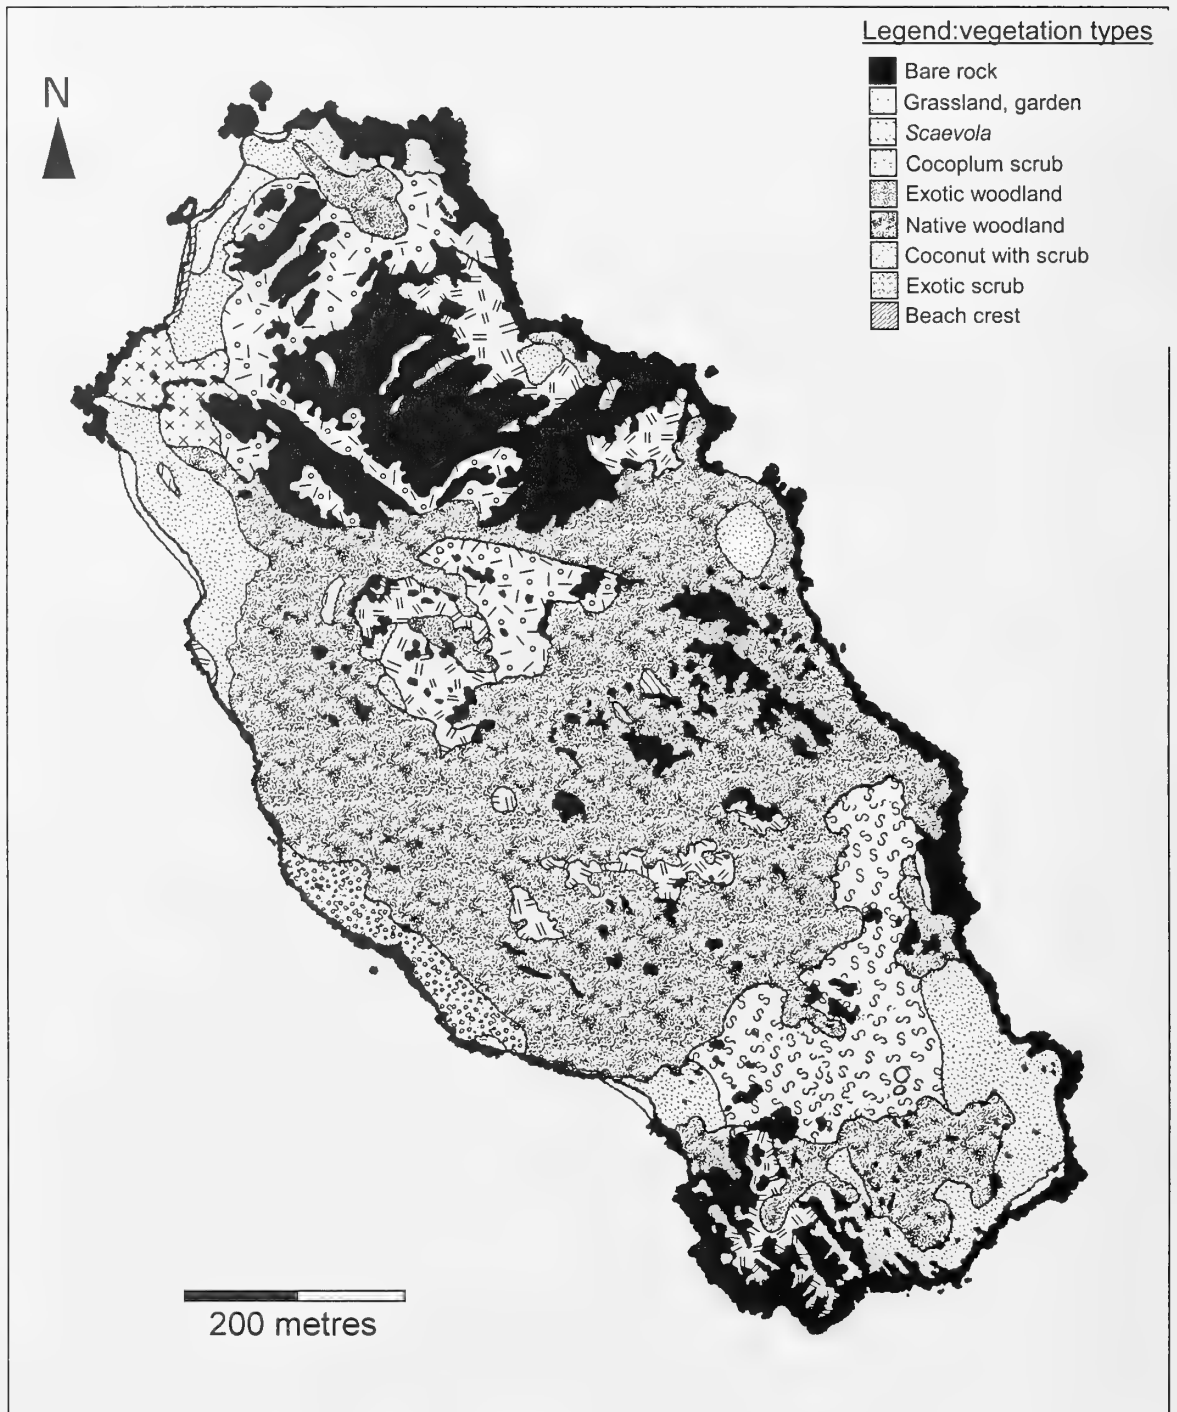 Legend:vegetation types
Bare rock
Grassland, garden
Scaevola
Cocoplum scrub
Exotic woodland
Native woodland
Coconut with scrub
Exotic scrub
Beach crest
N
200 metres